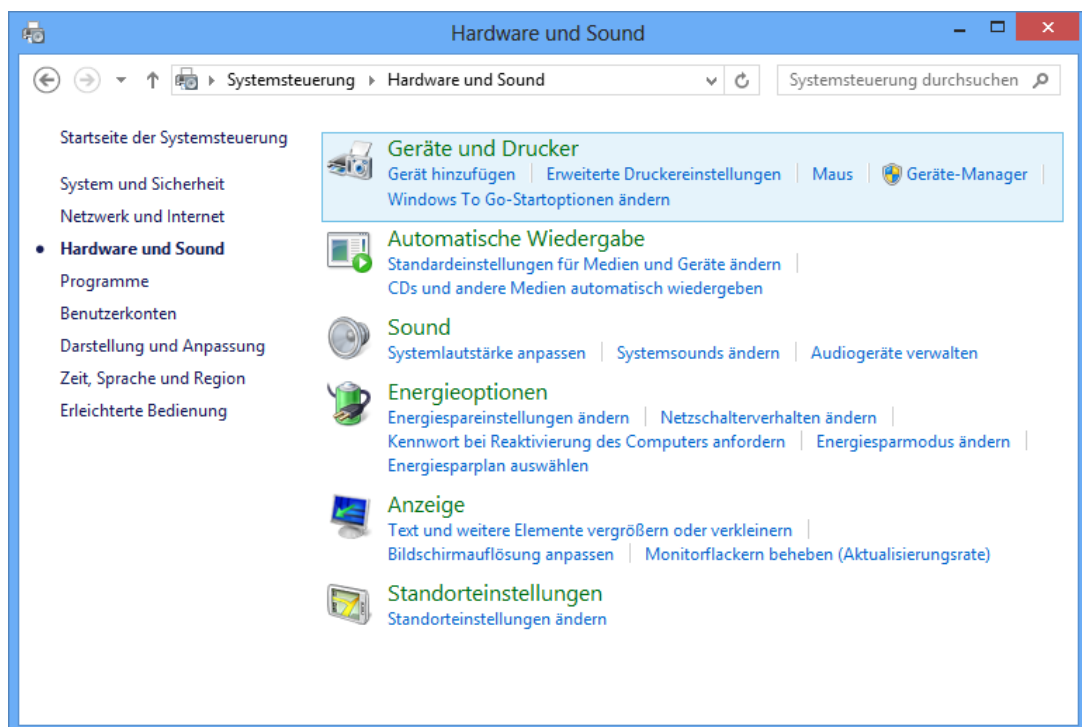 Hardware und Sound
Systemsteuerung Hardware und Sound Systemsteuerung durchsuchen
Startseite der Systemsteuerung
System und Sicherheit
Netzwerk und Internet
Hardware und Sound
Programme
Benutzerkonten
Darstellung und Anpassung
Zeit, Sprache und Region
Erleichterte Bedienung
Geräte und Drucker
Gerät hinzufügen Erweiterte Druckereinstellungen Maus Geräte-Manager
Windows To Go-Startoptionen ändern
Automatische Wiedergabe
Standardeinstellungen für Medien und Geräte ändern
CDs und andere Medien automatisch wiedergeben
Sound
Systemlautstärke anpassen Systemsounds ändern Audiogeräte verwalten
Energieoptionen
Energiespareinstellungen ändern Netzschalterverhalten ändern
Kennwort bei Reaktivierung des Computers anfordern Energiesparmodus ändern
Energiesparplan auswählen
Anzeige
Text und weitere Elemente vergrößern oder verkleinern
Bildschirmauflösung anpassen Monitorflackern beheben (Aktualisierungsrate)
Standorteinstellungen
Standorteinstellungen ändern